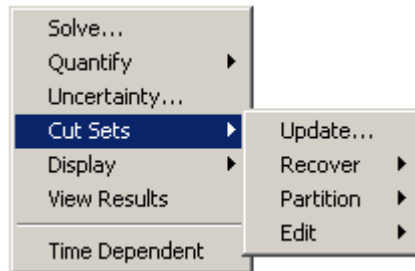 Solve...
Quantify
Uncertainty...
Cut Sets
Display
View Results
Time Dependent
Update...
Recover
Partition
Edit